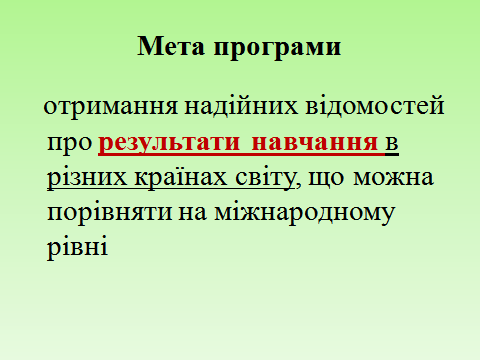 Мета програми
отримання надійних відомостей
про результати навчання в
різних країнах світу, що можна
порівняти на міжнародному
рівні